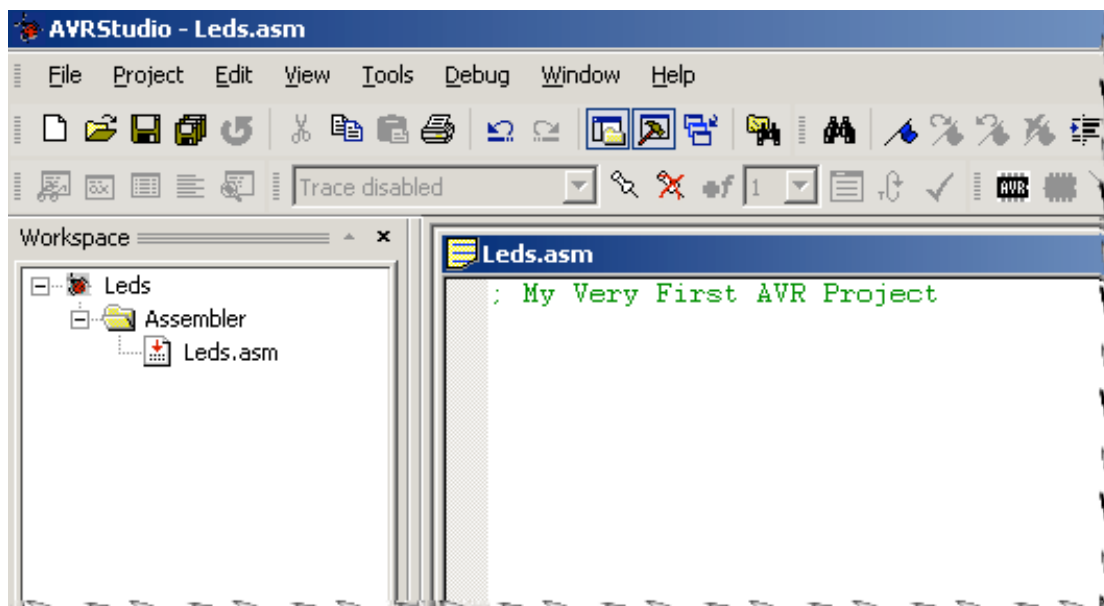 AVRStudio - Leds.asm
File Project Edit View Tools Debug Window Help
Trace disabled
1
AVR
Workspace
Leds
Assembler
Leds.asm
Leds.asm
; My Very First AVR Project